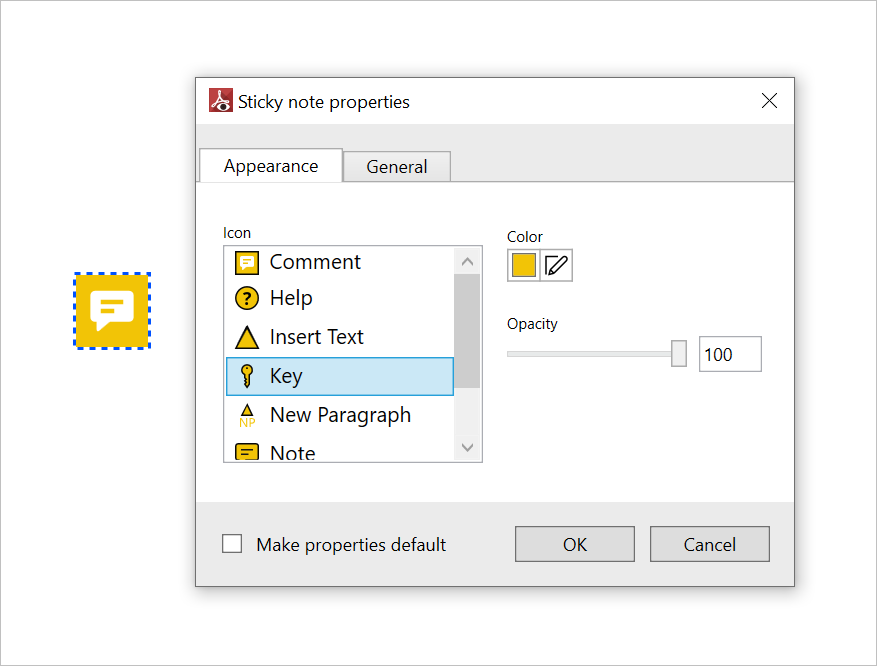 Sticky note properties
Appearance
General
Icon
Comment
Help
Insert Text
Key
NP New Paragraph
Note
Color
Opacity
100
Make properties default
OK
Cancel